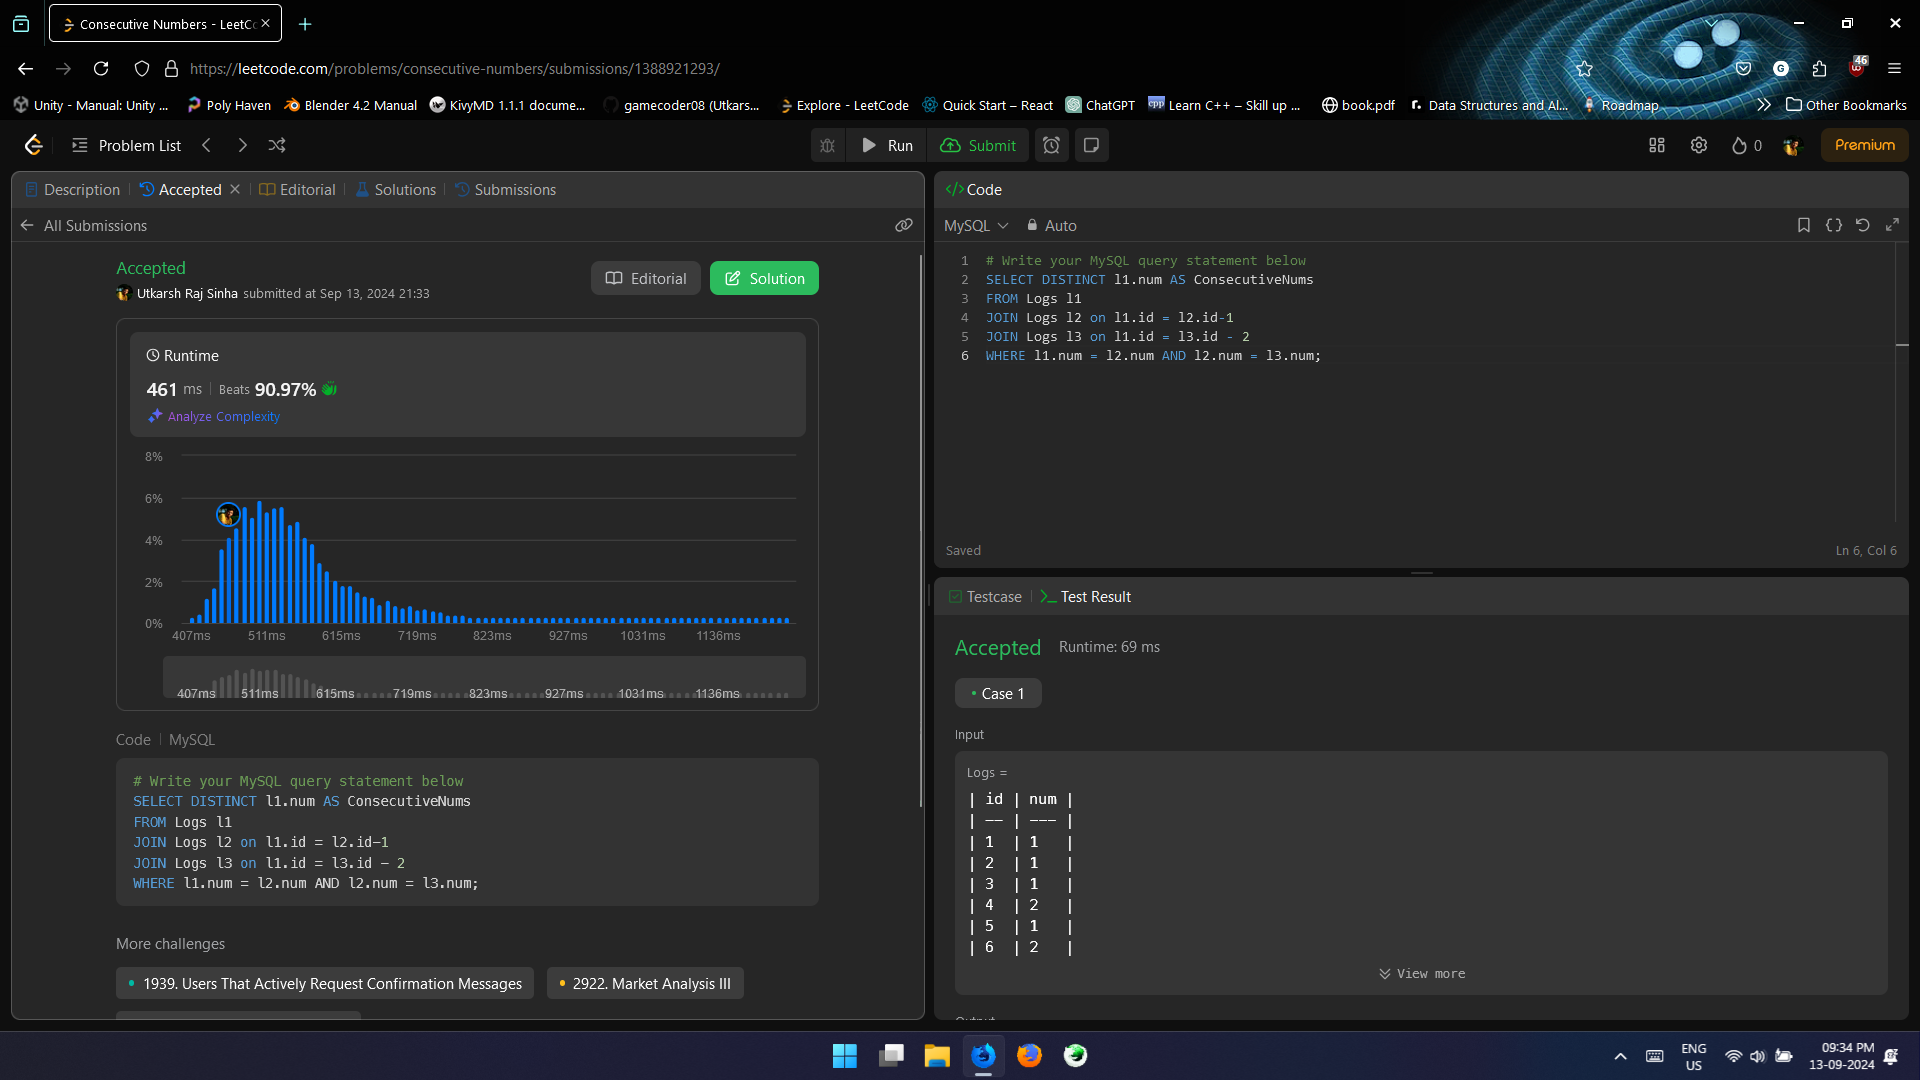 Consecutive Numbers - LeetCo
https://leetcode.com/problems/consecutive-numbers/submissions/1388921293/
46
Unity - Manual: Unity ...
Poly Haven
Blender 4.2 Manual
KivyMD 1.1.1 docume...
gamecoder08 (Utkars...
Explore - LeetCode
Quick Start – React
ChatGPT
Learn C++ – Skill up ...
book.pdf
Data Structures and Al...
Roadmap
Other Bookmarks
Problem List
Run
Submit
0
Premium
Description
Accepted
Editorial
Solutions
Submissions
All Submissions
Accepted
Utkarsh Raj Sinha submitted at Sep 13, 2024 21:33
Editorial
Solution
Runtime
461 ms | Beats 90.97%
Analyze Complexity
8%
6%
4%
2%
0%
407ms 511ms 615ms 719ms 823ms 927ms 1031ms 1136ms
407ms 511ms 615ms 719ms 823ms 927ms 1031ms 1136ms
Code | MySQL
# Write your MySQL query statement below
SELECT DISTINCT l1.num AS ConsecutiveNums
FROM Logs l1
JOIN Logs l2 on l1.id = l2.id-1
JOIN Logs l3 on l1.id = l3.id - 2
WHERE l1.num = l2.num AND l2.num = l3.num;
More challenges
1939. Users That Actively Request Confirmation Messages
2922. Market Analysis III
Code
MySQL
Auto
1 # Write your MySQL query statement below
2 SELECT DISTINCT l1.num AS ConsecutiveNums
3 FROM Logs l1
4 JOIN Logs l2 on l1.id = l2.id-1
5 JOIN Logs l3 on l1.id = l3.id - 2
6 WHERE l1.num = l2.num AND l2.num = l3.num;
Saved
Ln 6, Col 6
Testcase
Test Result
Accepted
Runtime: 69 ms
Case 1
Input
Logs =
| id | num |
| -- | --- |
| 1 | 1 |
| 2 | 1 |
| 3 | 1 |
| 4 | 2 |
| 5 | 1 |
| 6 | 2 |
View more
Output
ENG
US
09:34 PM
13-09-2024